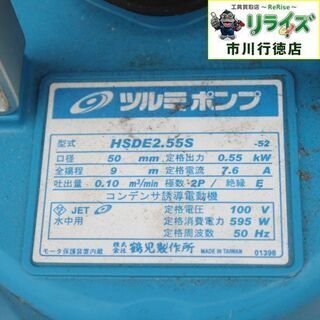 工具買取店 ~ ReRise ~
リライズ
市川行徳店
ツルミポンプ
型式 HSDE2.55S -52
口径 50 mm 定格出力 0.55 kW
全揚程 9 m 定格電流 7.6 A
吐出量 0.10 m³/min 極数 2P / 絶縁 E
コンデンサ誘導電動機
JET 水中用
定格電圧 100 V
定格消費電力 595 W
定格周波数 50 Hz
モータ保護装置内蔵 株式会社 鶴見製作所 MADE IN TAIWAN 01398